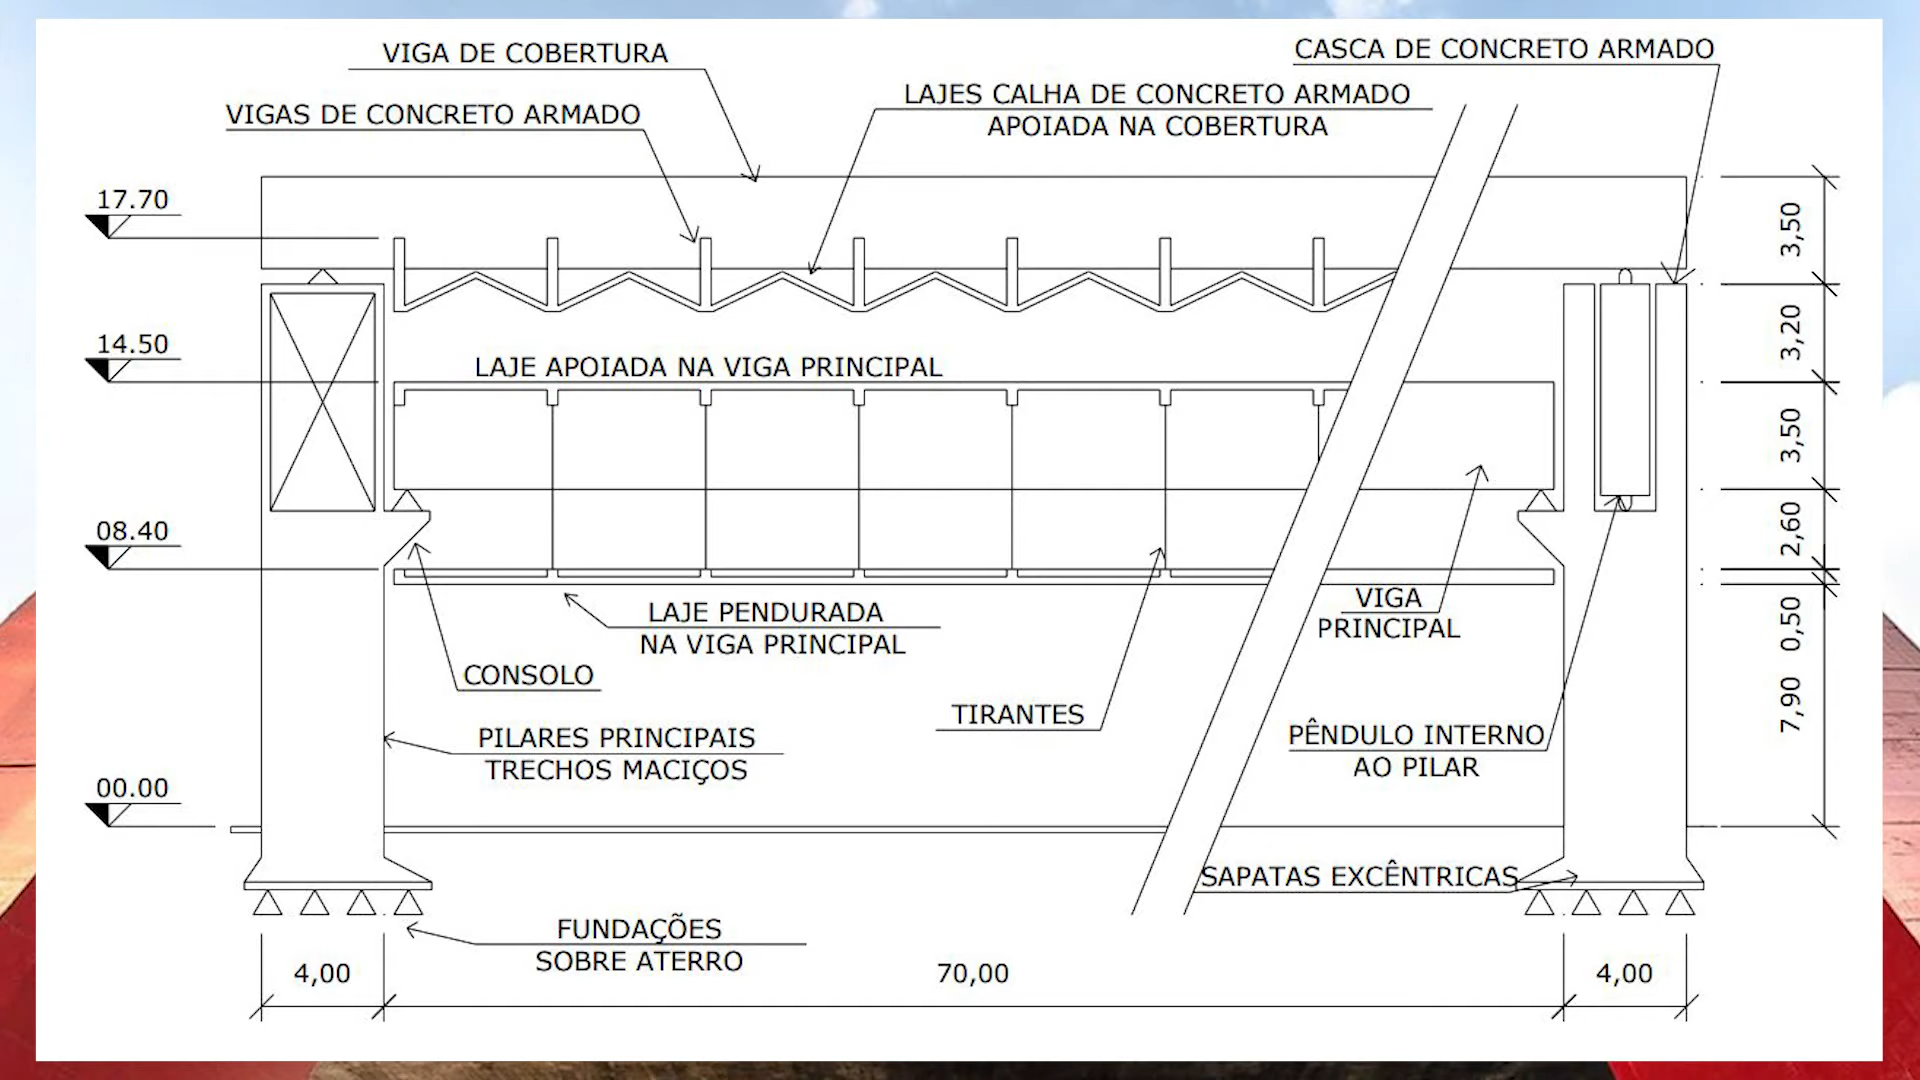 VIGA DE COBERTURA
CASCA DE CONCRETO ARMADO
VIGAS DE CONCRETO ARMADO
LAJES CALHA DE CONCRETO ARMADO
APOIADA NA COBERTURA
17.70
3,50
14.50
3,20
LAJE APOIADA NA VIGA PRINCIPAL
3,50
08.40
2,60
LAJE PENDURADA
NA VIGA PRINCIPAL
VIGA
PRINCIPAL
0,50
CONSOLO
TIRANTES
7,90
PILARES PRINCIPAIS
TRECHOS MACIÇOS
PÊNDULO INTERNO
AO PILAR
00.00
SAPATAS EXCÊNTRICAS
FUNDAÇÕES
SOBRE ATERRO
4,00
70,00
4,00